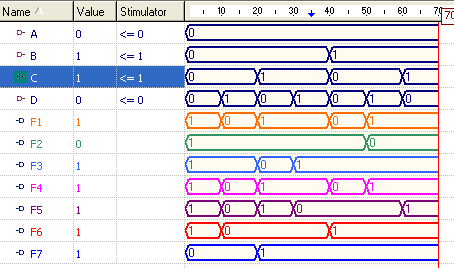 Name Value Stimulator 10 20 30 40 50 60 70
A 0 <= 0 0
B 1 <= 1 0 1
C 1 <= 1 0 1 0 1
D 0 <= 0 0 1 0 1 0 1 0
F1 1 1 0 1 0 1
F2 0 1 0
F3 1 1 0 1
F4 1 1 0 1 0 1
F5 1 1 0 1 0 1
F6 1 1 0 1
F7 1 0 1